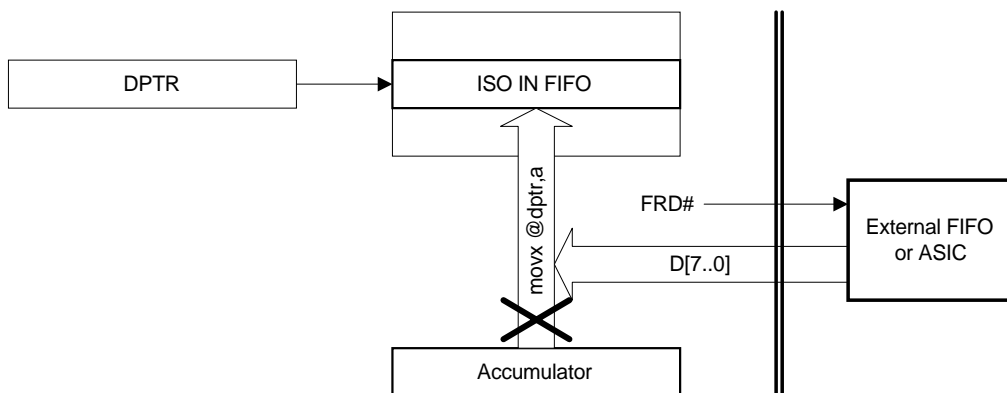 DPTR
ISO IN FIFO
movx @dptr,a
FRD#
External FIFO
or ASIC
D[7..0]
Accumulator